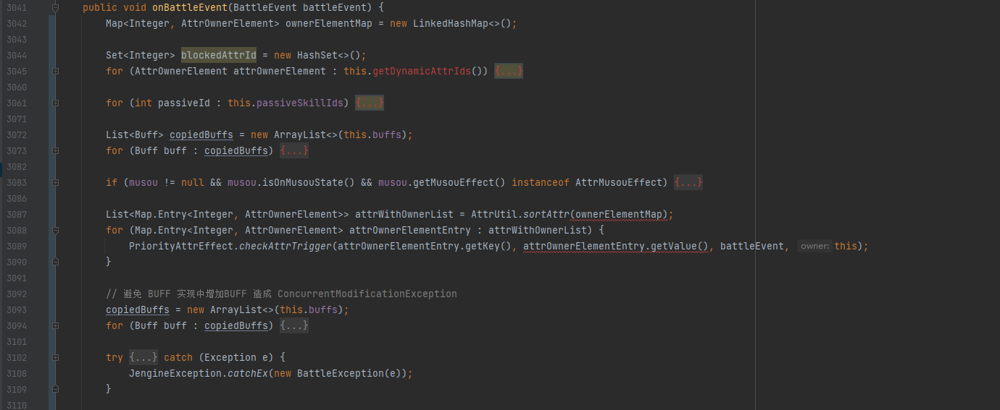 3041 public void onBattleEvent(BattleEvent battleEvent) {
3042 Map<Integer, AttrOwnerElement> ownerElementMap = new LinkedHashMap<>();
3043
3044 Set<Integer> blockedAttrId = new HashSet<>();
3045 for (AttrOwnerElement attrOwnerElement : this.getDynamicAttrIds()) {...}
3060
3061 for (int passiveId : this.passiveSkillIds) {...}
3071
3072 List<Buff> copiedBuffs = new ArrayList<>(this.buffs);
3073 for (Buff buff : copiedBuffs) {...}
3082
3083 if (musou != null && musou.isOnMusouState() && musou.getMusouEffect() instanceof AttrMusouEffect) {...}
3086
3087 List<Map.Entry<Integer, AttrOwnerElement>> attrWithOwnerList = AttrUtil.sortAttr(ownerElementMap);
3088 for (Map.Entry<Integer, AttrOwnerElement> attrOwnerElementEntry : attrWithOwnerList) {
3089 PriorityAttrEffect.checkAttrTrigger(attrOwnerElementEntry.getKey(), attrOwnerElementEntry.getValue(), battleEvent, owner: this);
3090 }
3091
3092 // 避免 BUFF 实现中增加BUFF 造成 ConcurrentModificationException
3093 copiedBuffs = new ArrayList<>(this.buffs);
3094 for (Buff buff : copiedBuffs) {...}
3101
3102 try {...} catch (Exception e) {
3108 JengineException.catchEx(new BattleException(e));
3109 }
3110